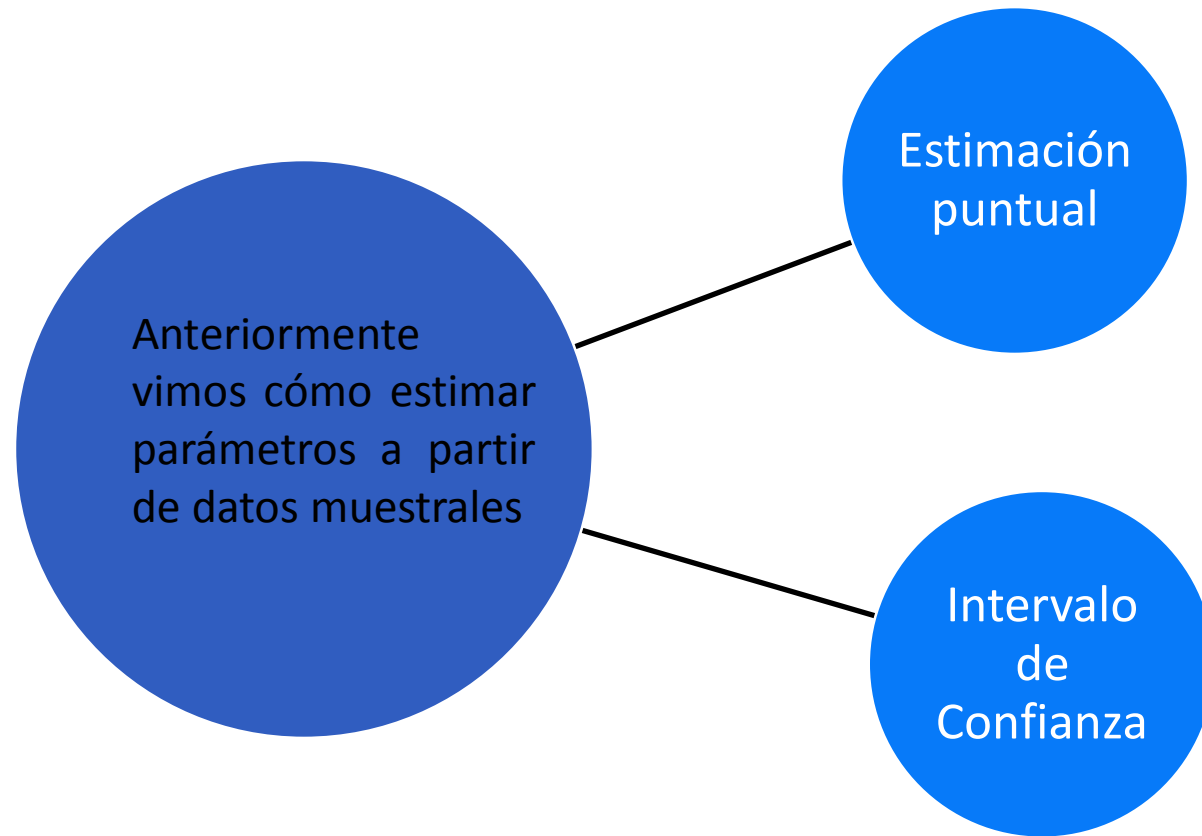 Anteriormente
vimos cómo estimar
parámetros a partir
de datos muestrales
Estimación
puntual
Intervalo
de
Confianza